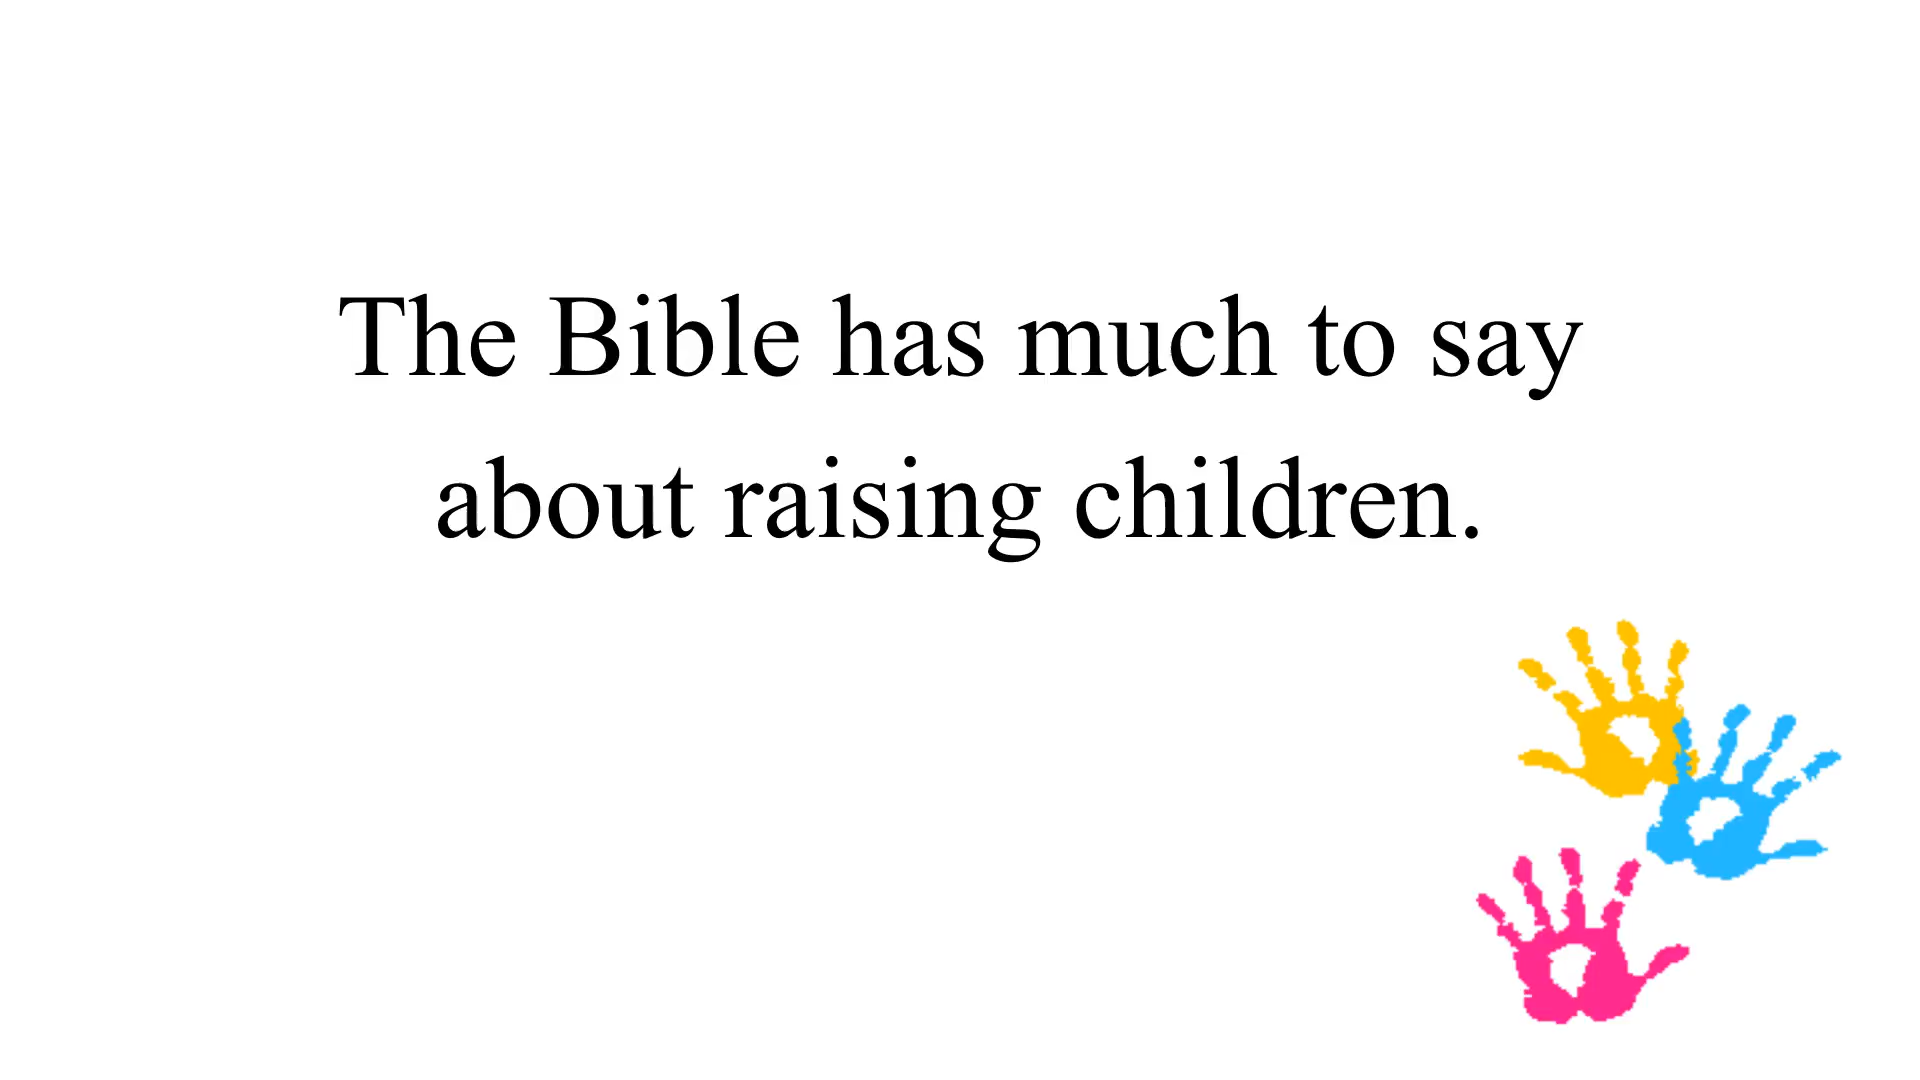 The Bible has much to say
about raising children.